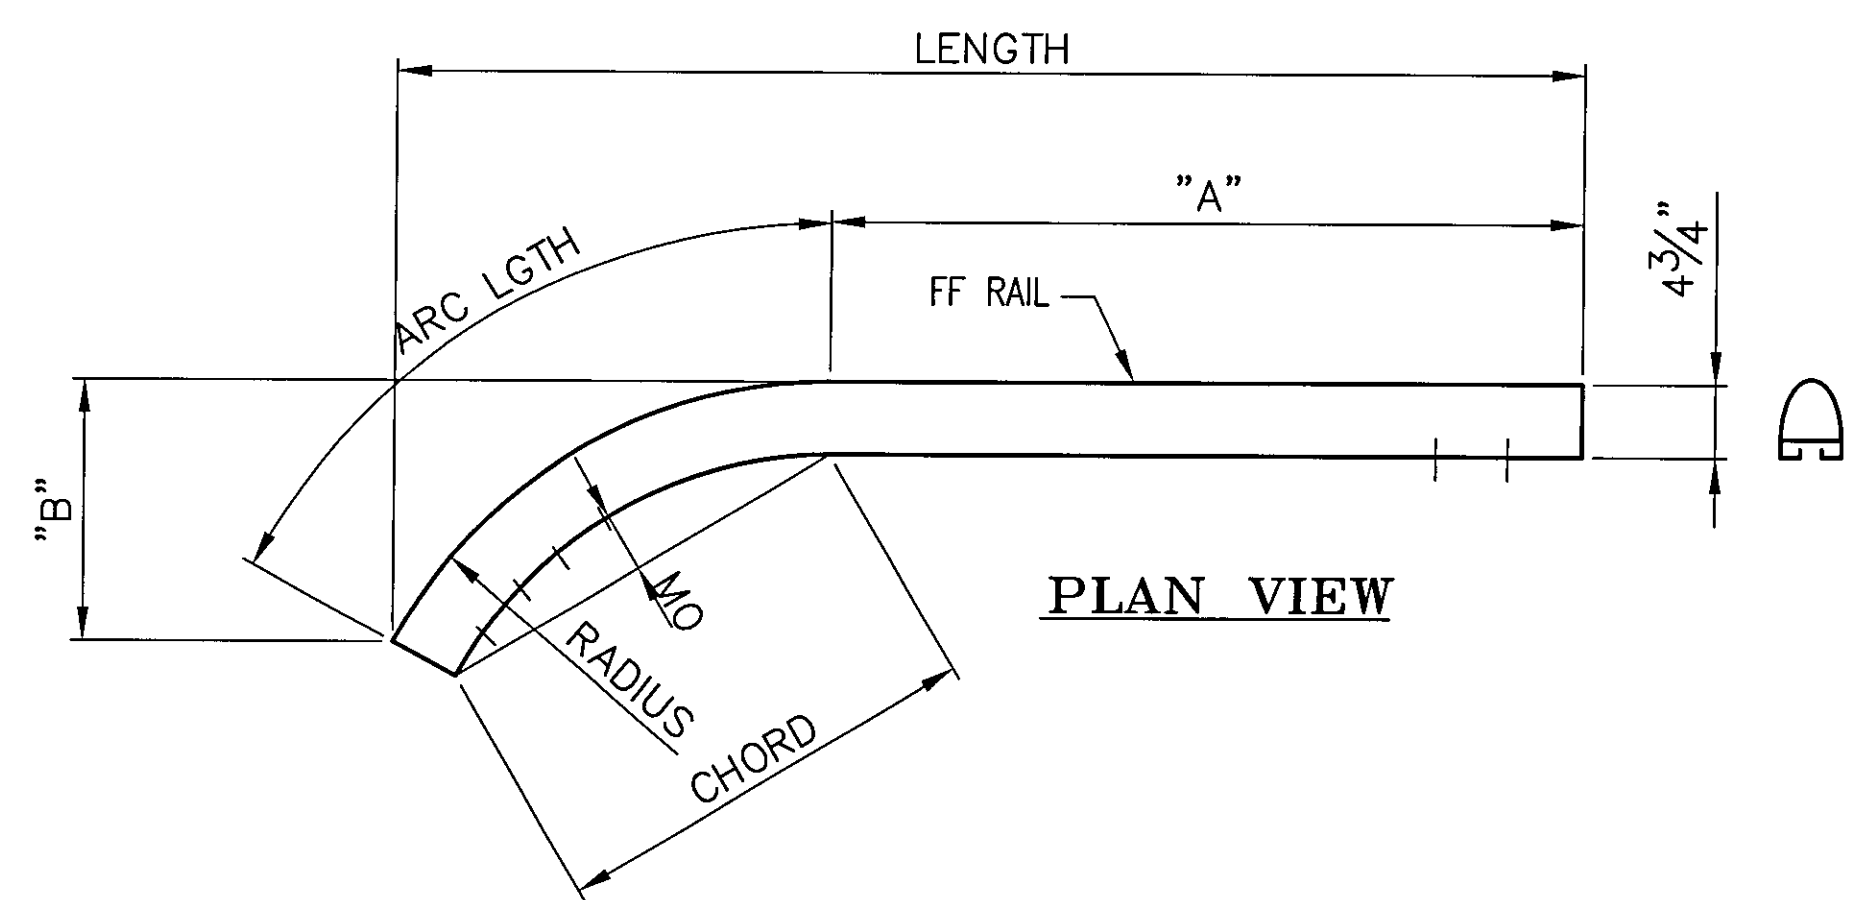 LENGTH
"A"
4 3/4"
ARC LGTH
FF RAIL
"B"
MO
RADIUS
PLAN VIEW
CHORD